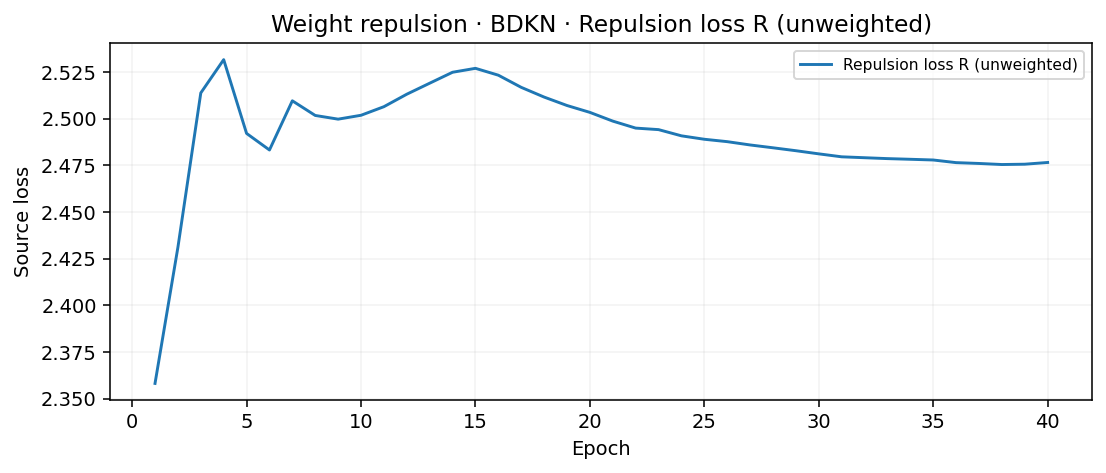 Weight repulsion · BDKN · Repulsion loss R (unweighted)
Repulsion loss R (unweighted)
Source loss
2.525
2.500
2.475
2.450
2.425
2.400
2.375
2.350
0 5 10 15 20 25 30 35 40
Epoch